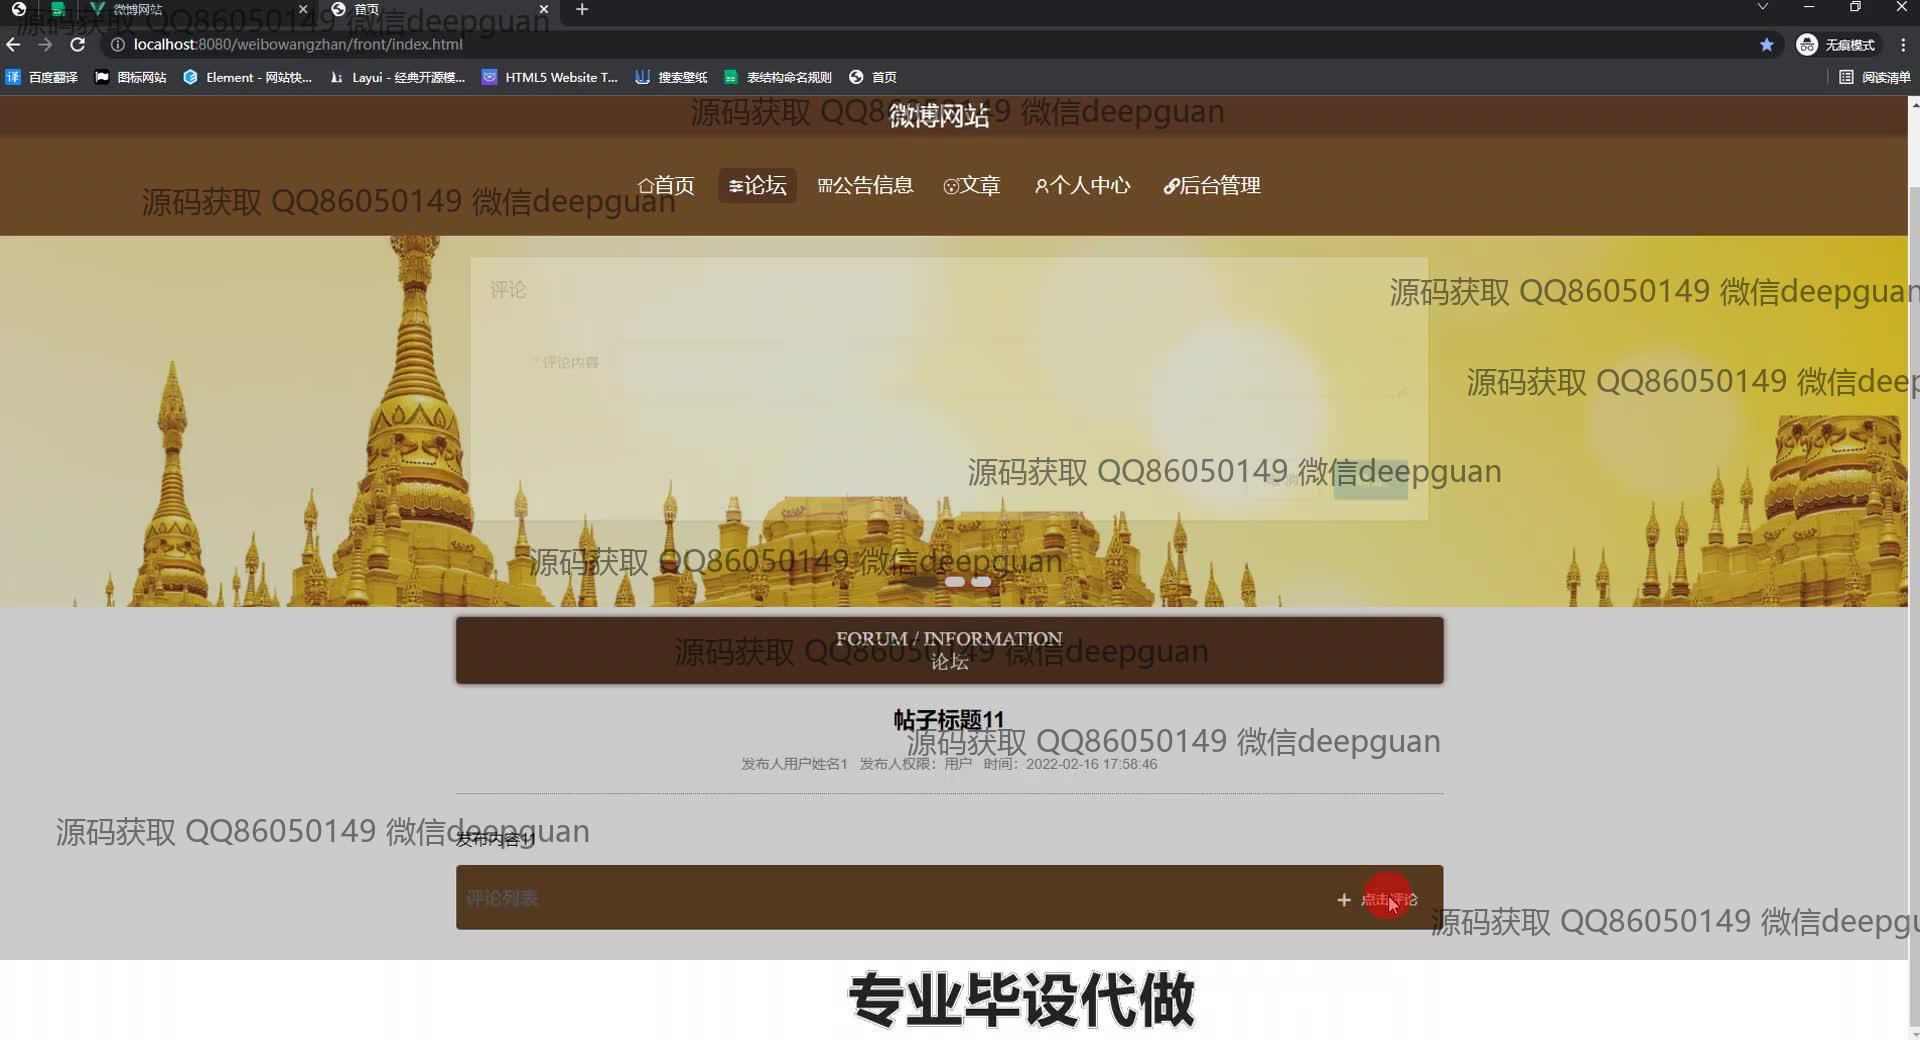 微博网站
首页
源码获取 QQ86050149 微信deepguan
localhost:8080/weibowangzhan/front/index.html
无痕模式
百度翻译
图标网站
Element - 网站快...
Layui - 经典开源模...
HTML5 Website T...
搜索壁纸
表结构命名规则
首页
阅读清单
微博网站
源码获取 QQ86050149 微信deepguan
首页
论坛
公告信息
文章
个人中心
后台管理
源码获取 QQ86050149 微信deepguan
评论
源码获取 QQ86050149 微信deepguan
* 评论内容
源码获取 QQ86050149 微信deep
源码获取 QQ86050149 微信deepguan
源码获取 QQ86050149 微信deepguan
FORUM / INFORMATION
论坛
源码获取 QQ86050149 微信deepguan
帖子标题11
源码获取 QQ86050149 微信deepguan
发布人用户姓名1 发布人权限：用户 时间：2022-02-16 17:58:46
发布内容11
源码获取 QQ86050149 微信deepguan
评论列表
点击评论
源码获取 QQ86050149 微信deepgu
专业毕设代做